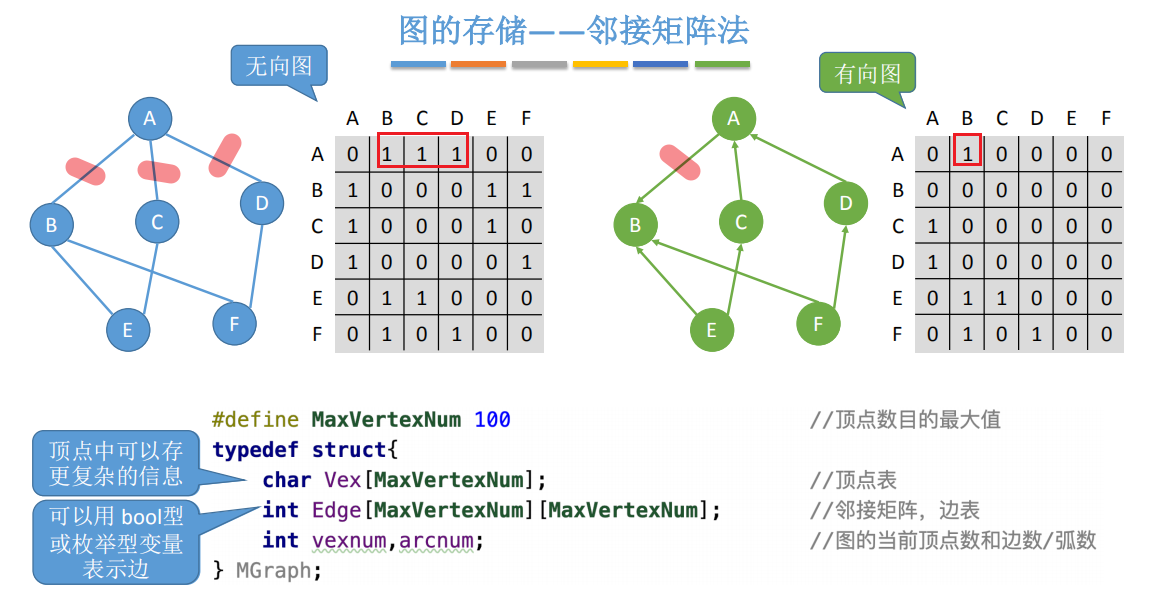 图的存储——邻接矩阵法
无向图
A
B
C
D
E
F
A B C D E F
A 0 1 1 1 0 0
B 1 0 0 0 1 1
C 1 0 0 0 1 0
D 1 0 0 0 0 1
E 0 1 1 0 0 0
F 0 1 0 1 0 0
有向图
A
B
C
D
E
F
A B C D E F
A 0 1 0 0 0 0
B 0 0 0 0 0 0
C 1 0 0 0 0 0
D 1 0 0 0 0 0
E 0 1 1 0 0 0
F 0 1 0 1 0 0
#define MaxVertexNum 100 //顶点数目的最大值
typedef struct{
char Vex[MaxVertexNum]; //顶点表
int Edge[MaxVertexNum][MaxVertexNum]; //邻接矩阵，边表
int vexnum,arcnum; //图的当前顶点数和边数/弧数
} MGraph;
顶点中可以存
更复杂的信息
可以用 bool型
或枚举型变量
表示边